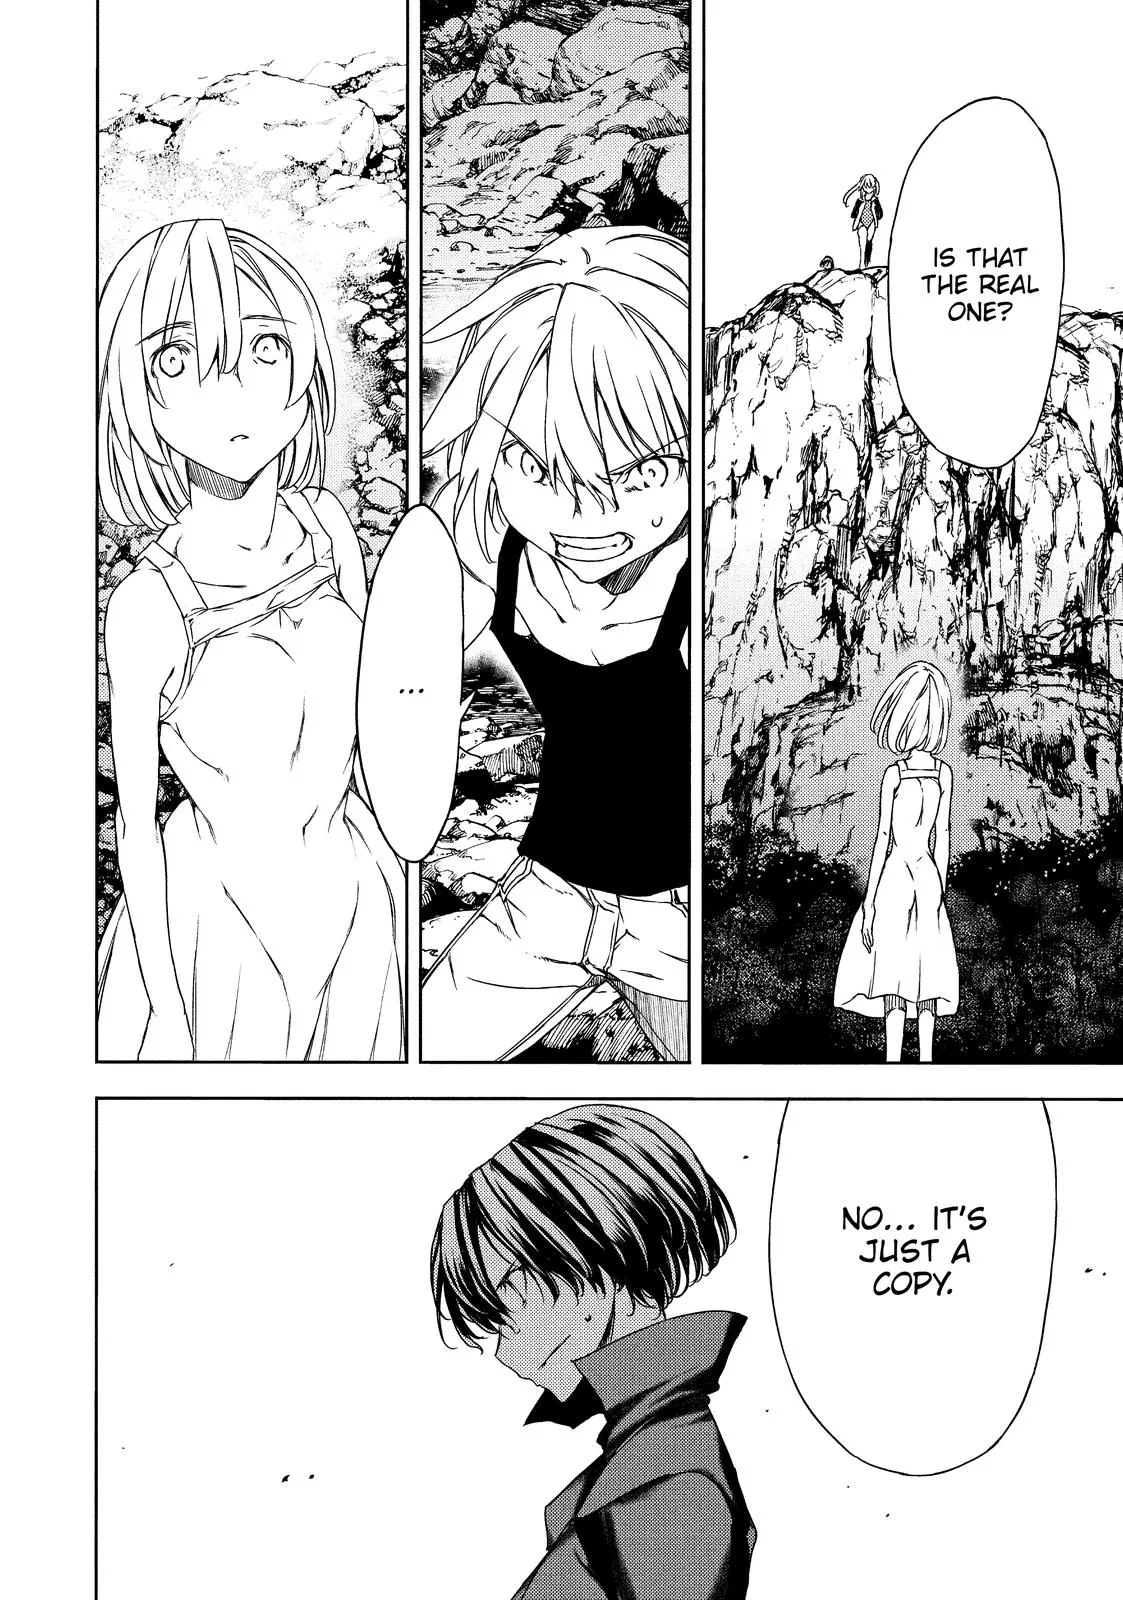 IS THAT
THE REAL
ONE?
...
NO... IT'S
JUST A
COPY.